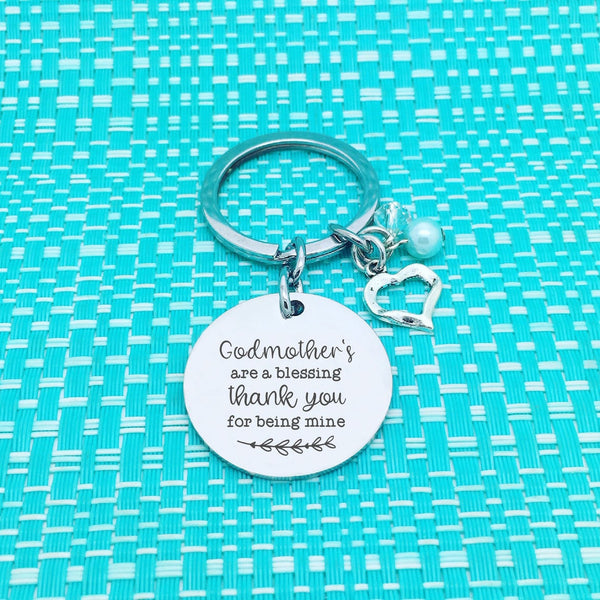 Godmother's
are a blessing
thank you
for being mine